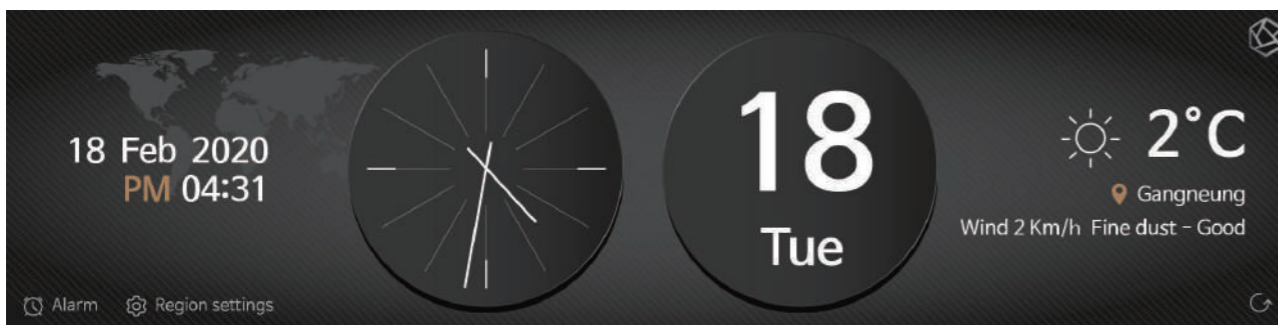 18 Feb 2020
PM 04:31
Alarm
Region settings
18
Tue
2°C
Gangneung
Wind 2 Km/h Fine dust - Good